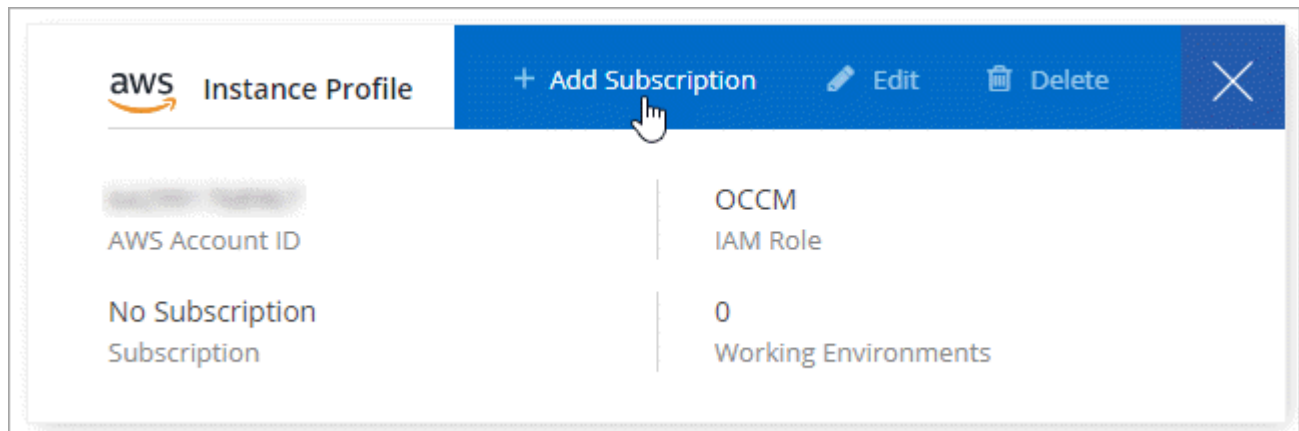 aws Instance Profile + Add Subscription Edit Delete
AWS Account ID
OCCM
IAM Role
No Subscription
Subscription
0
Working Environments